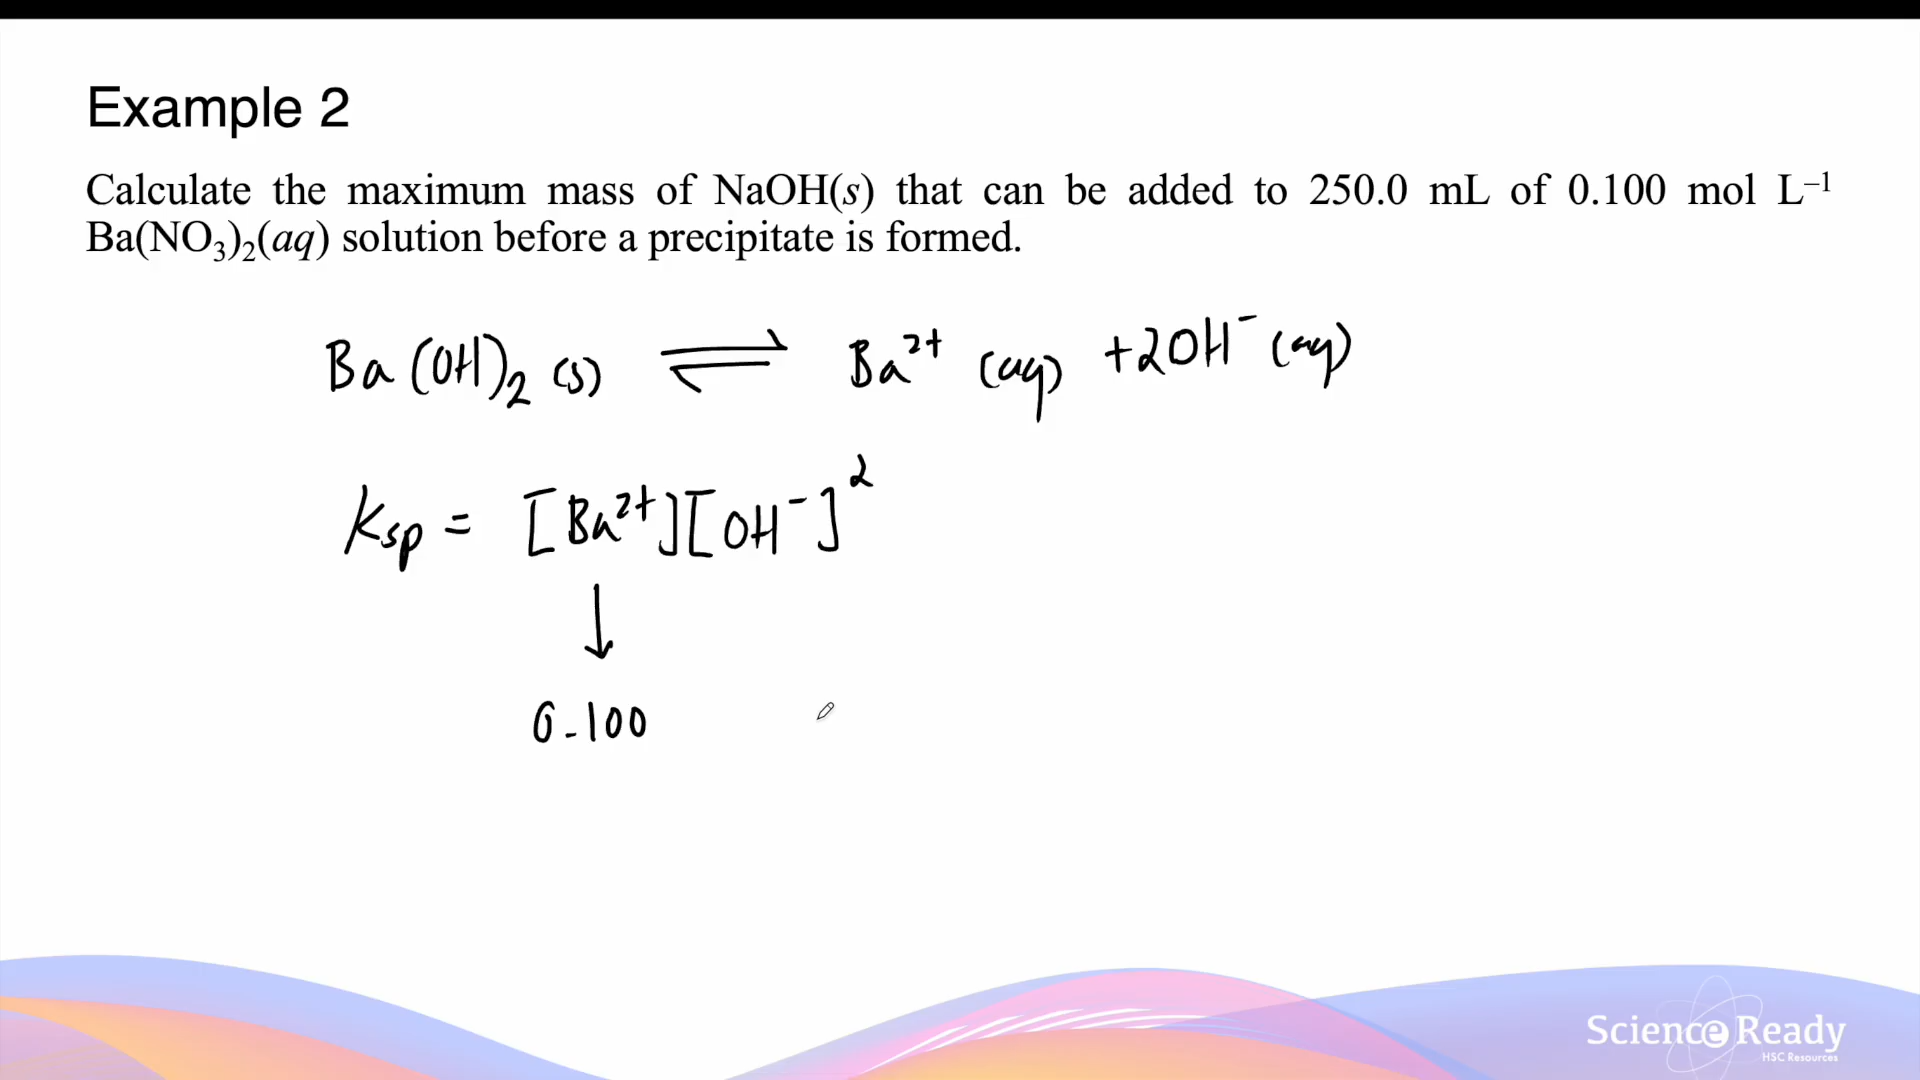 Example 2
Calculate the maximum mass of NaOH(s) that can be added to 250.0 mL of 0.100 mol L⁻¹
Ba(NO₃)₂(aq) solution before a precipitate is formed.
Ba(OH)₂ (s) ⇌ Ba²⁺ (aq) + 2OH⁻ (aq)
Ksp = [Ba²⁺][OH⁻]²
↓
0.100
Science Ready
HSC Resources